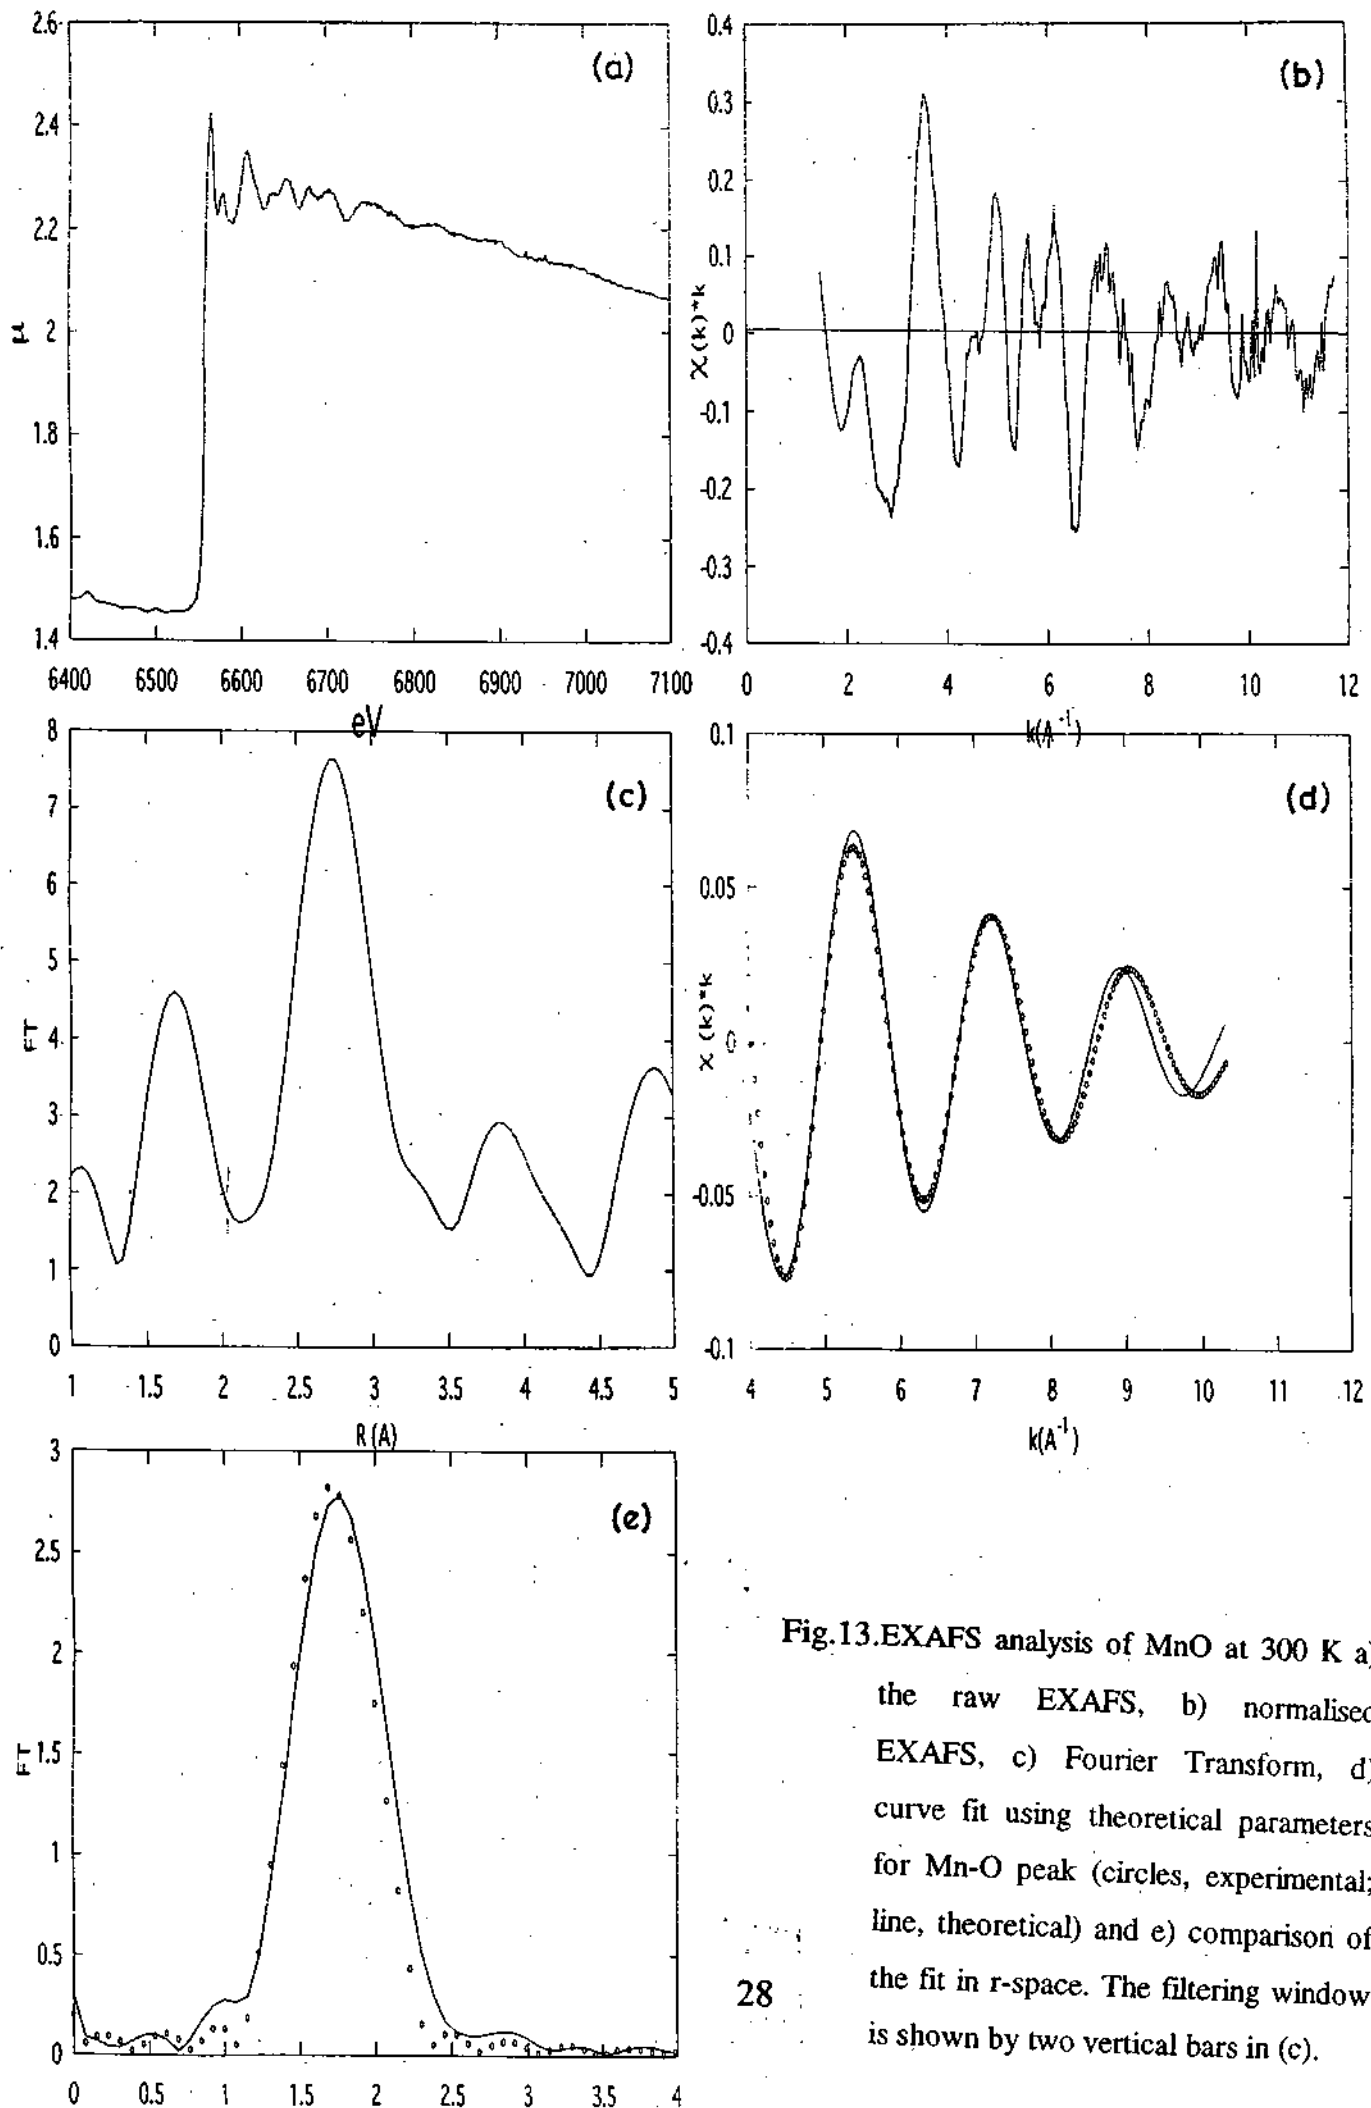 2.6
2.4
2.2
2
1.8
1.6
1.4
μ
(a)
6400 6500 6600 6700 6800 6900 7000 7100
eV
0.4
0.3
0.2
0.1
0
-0.1
-0.2
-0.3
-0.4
χ(k)*k
(b)
0 2 4 6 8 10 12
k(A⁻¹)
8
7
6
5
4
3
2
1
0
FT
(c)
1 1.5 2 2.5 3 3.5 4 4.5 5
R(A)
0.1
0.05
0
-0.05
-0.1
χ(k)*k
(d)
4 5 6 7 8 9 10 11 12
k(A⁻¹)
3
2.5
2
1.5
1
0.5
0
FT
(e)
0 0.5 1 1.5 2 2.5 3 3.5 4
Fig.13.EXAFS analysis of MnO at 300 K a)
the raw EXAFS, b) normalised
EXAFS, c) Fourier Transform, d)
curve fit using theoretical parameters
for Mn-O peak (circles, experimental;
line, theoretical) and e) comparison of
the fit in r-space. The filtering window
is shown by two vertical bars in (c).
28